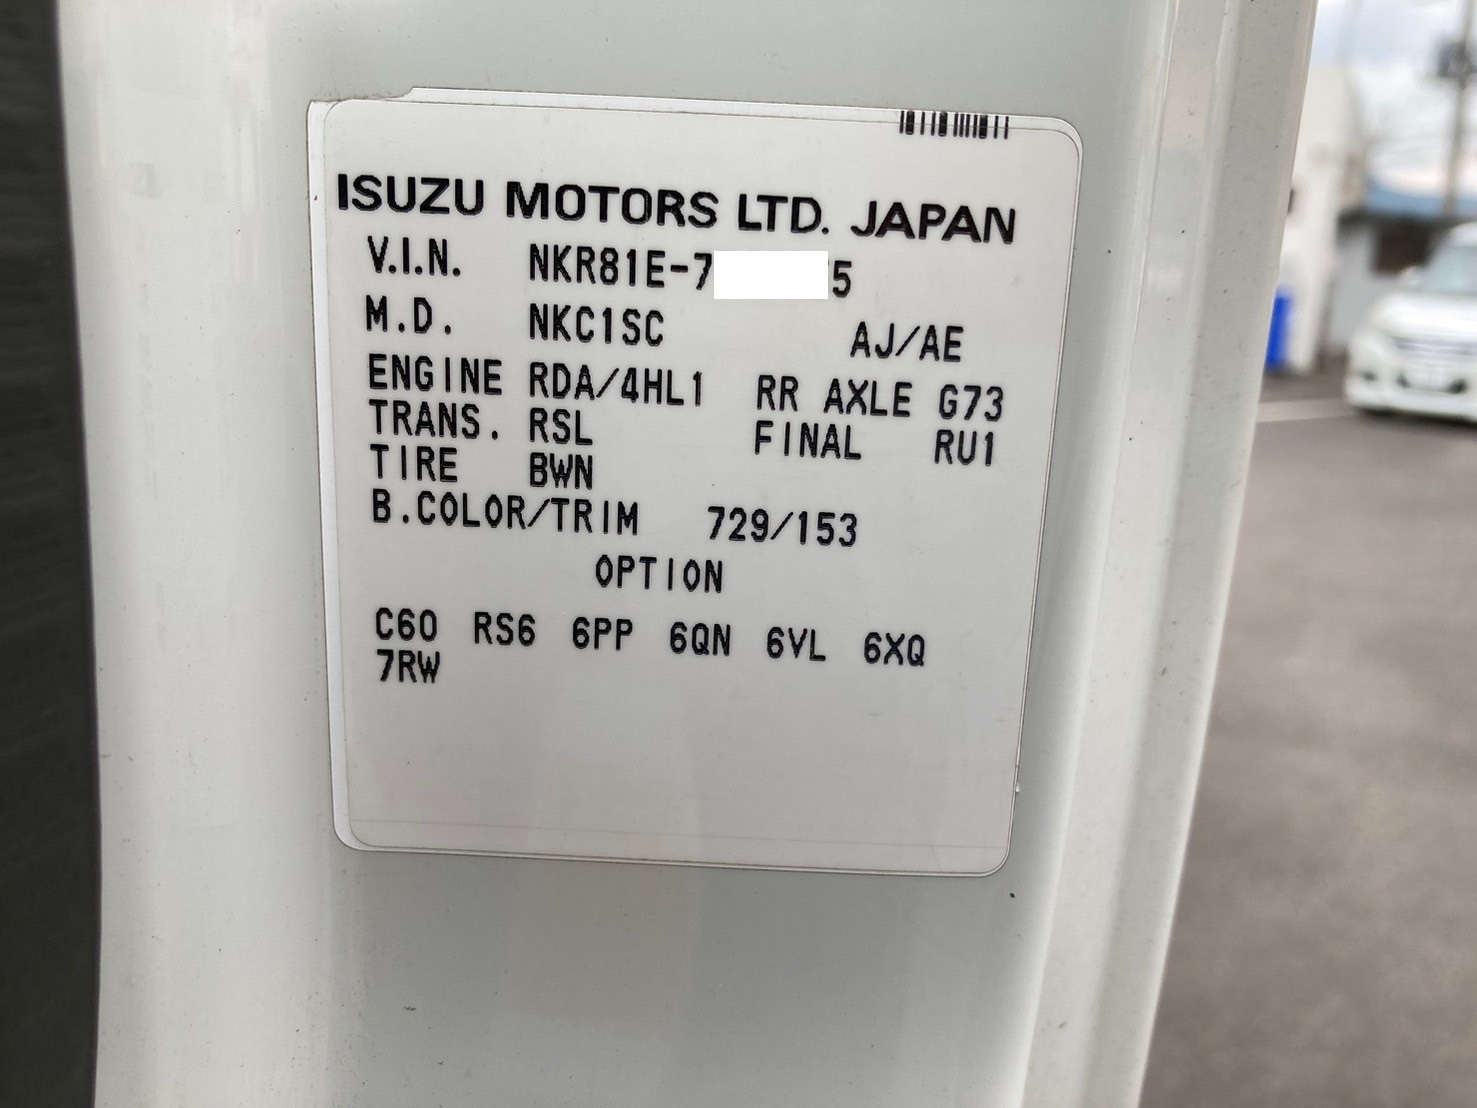 ISUZU MOTORS LTD. JAPAN
V.I.N. NKR81E-7 5
M.D. NKC1SC AJ/AE
ENGINE RDA/4HL1 RR AXLE G73
TRANS. RSL FINAL RU1
TIRE BWN
B.COLOR/TRIM 729/153
OPTION
C60 RS6 6PP 6QN 6VL 6XQ
7RW